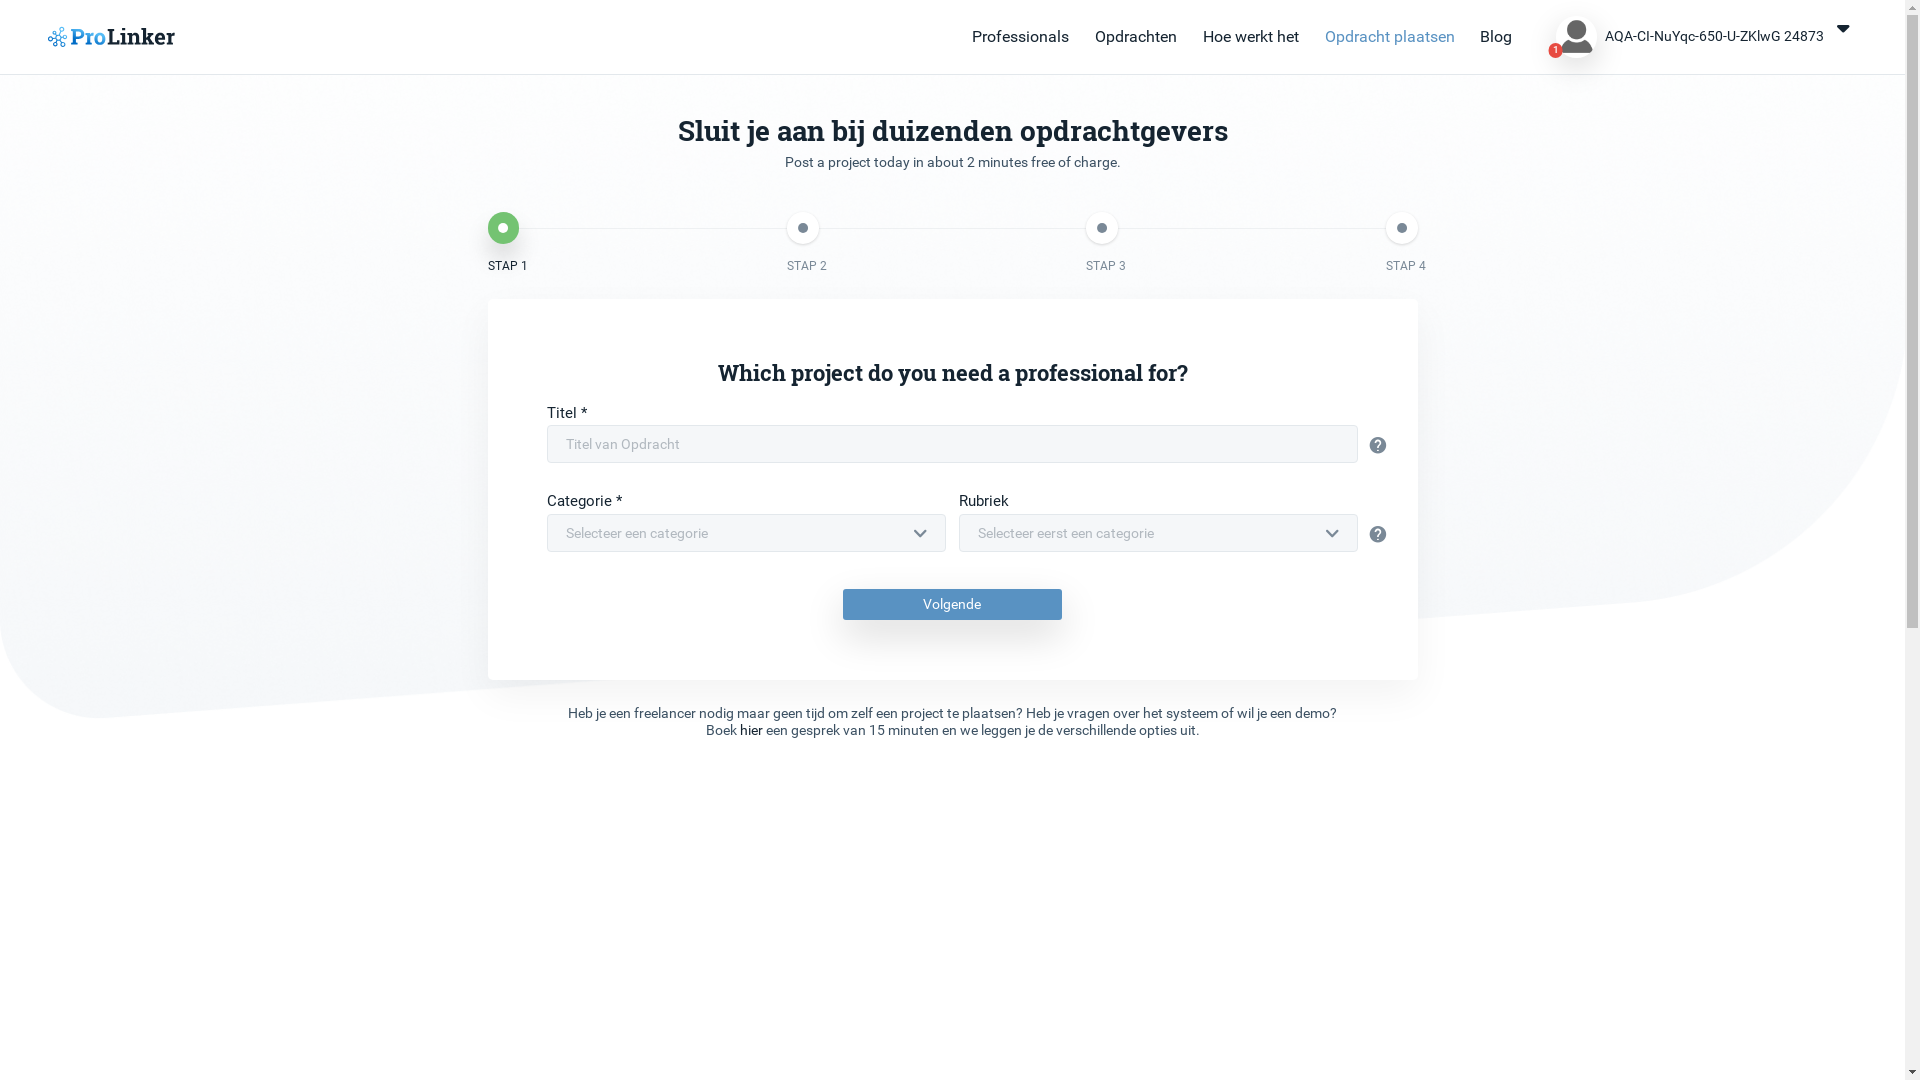 ProLinker
Professionals
Opdrachten
Hoe werkt het
Opdracht plaatsen
Blog
1
AQA-CI-NuYqc-650-U-ZKlwG 24873
Sluit je aan bij duizenden opdrachtgevers
Post a project today in about 2 minutes free of charge.
STAP 1
STAP 2
STAP 3
STAP 4
Which project do you need a professional for?
Titel *
Titel van Opdracht
Categorie *
Rubriek
Selecteer een categorie
Selecteer eerst een categorie
Volgende
Heb je een freelancer nodig maar geen tijd om zelf een project te plaatsen? Heb je vragen over het systeem of wil je een demo?
Boek hier een gesprek van 15 minuten en we leggen je de verschillende opties uit.